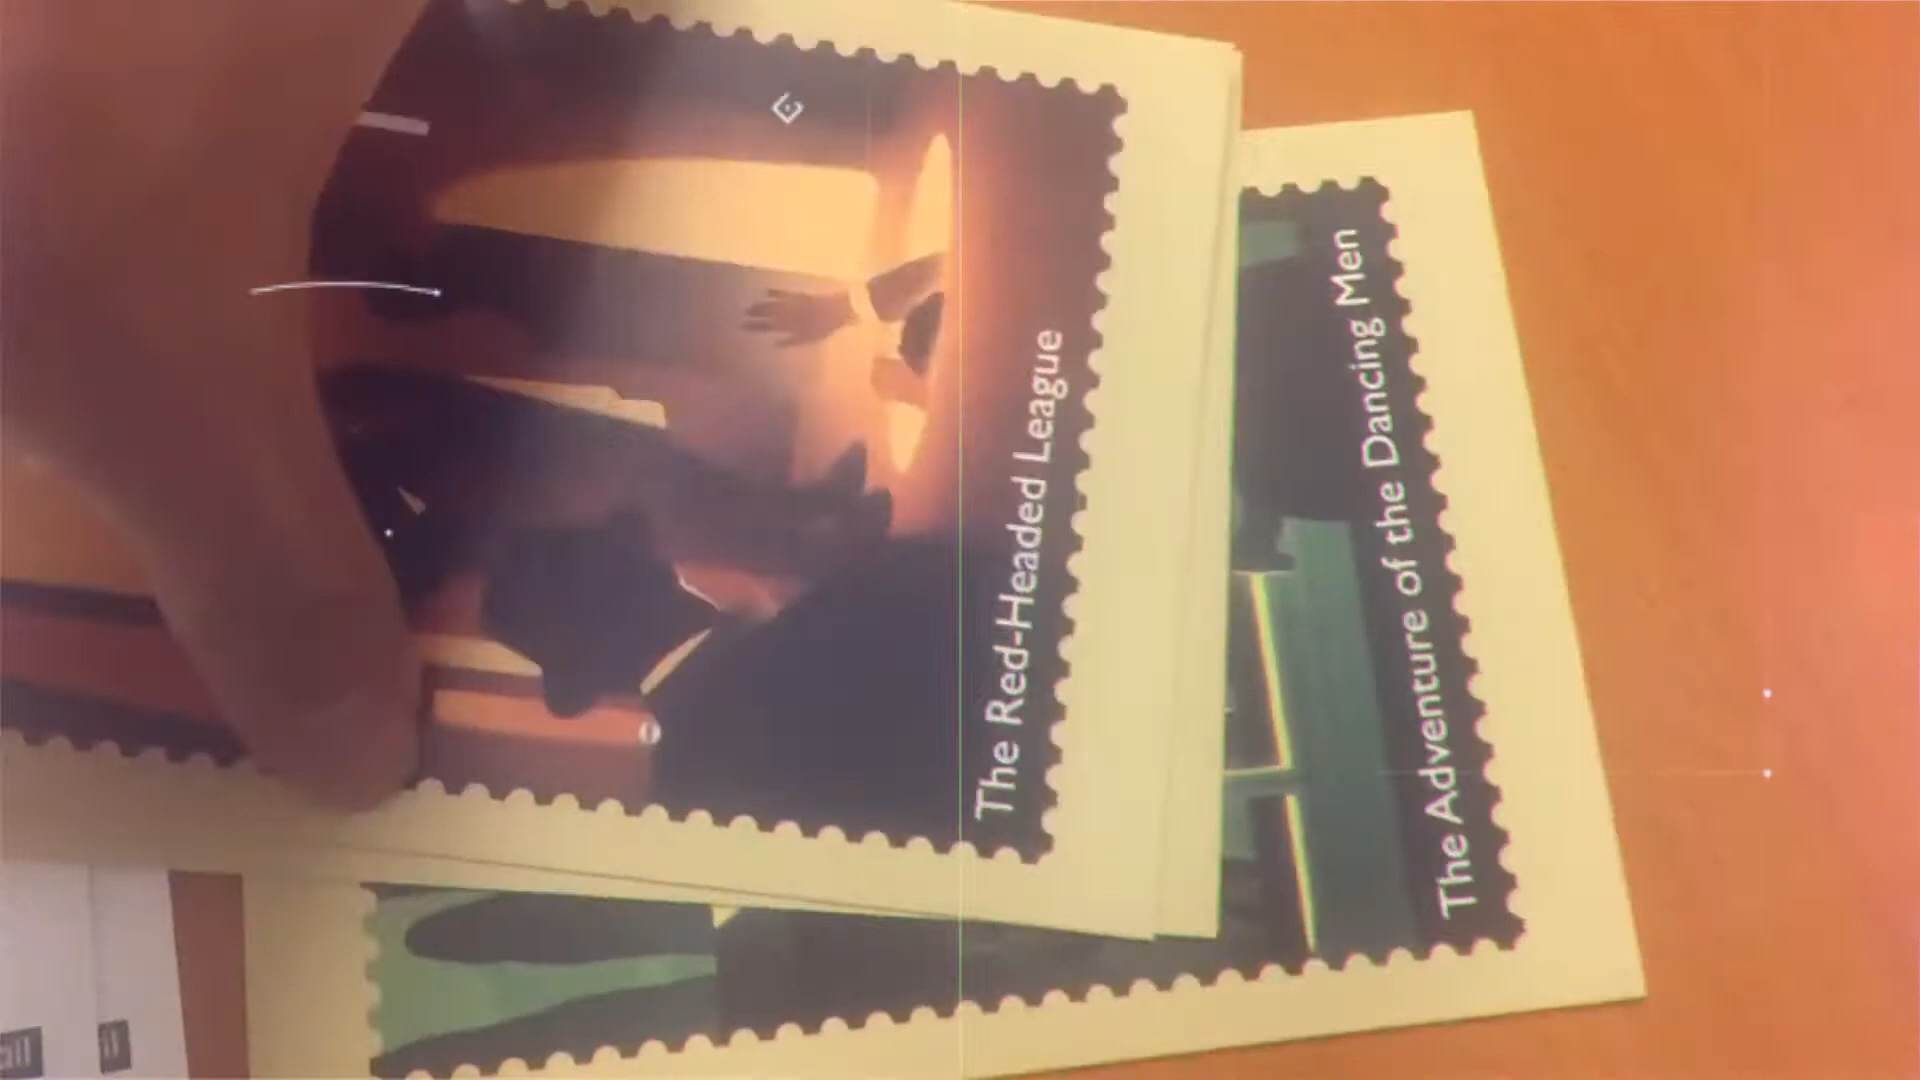 The Red-Headed League
The Adventure of the Dancing Men